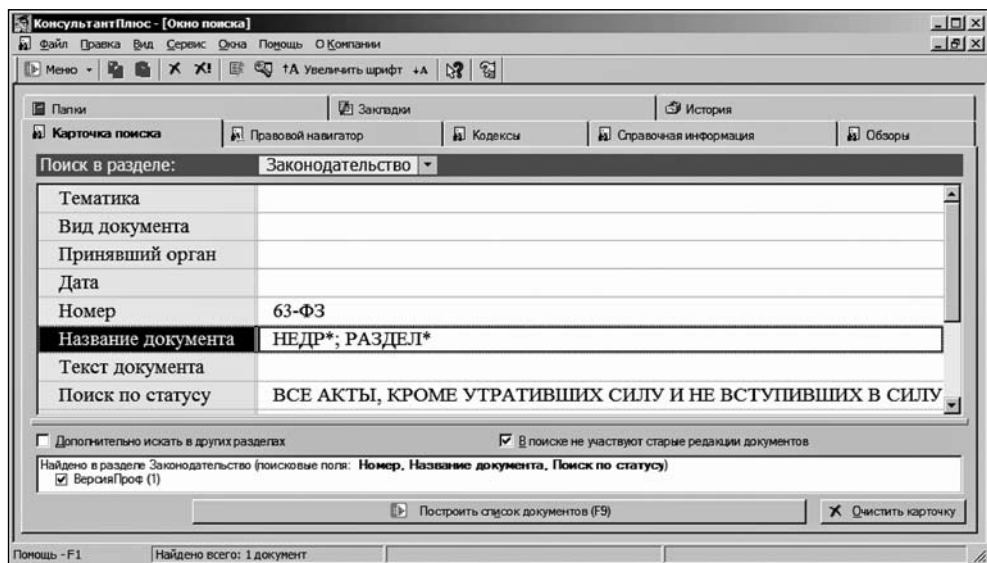 КонсультантПлюс - [Окно поиска]
Файл Правка Вид Сервис Окна Помощь О Компании
Меню Увеличить шрифт
Папки Закладки История
Карточка поиска Правовой навигатор Кодексы Справочная информация Обзоры
Поиск в разделе: Законодательство
Тематика
Вид документа
Принявший орган
Дата
Номер 63-ФЗ
Название документа НЕДР*; РАЗДЕЛ*
Текст документа
Поиск по статусу ВСЕ АКТЫ, КРОМЕ УТРАТИВШИХ СИЛУ И НЕ ВСТУПИВШИХ В СИЛУ
Дополнительно искать в других разделах В поиске не участвуют старые редакции документов
Найдено в разделе Законодательство (поисковые поля: Номер, Название документа, Поиск по статусу)
ВерсияПроф (1)
Построить список документов (F9) Очистить карточку
Помощь - F1 Найдено всего: 1 документ